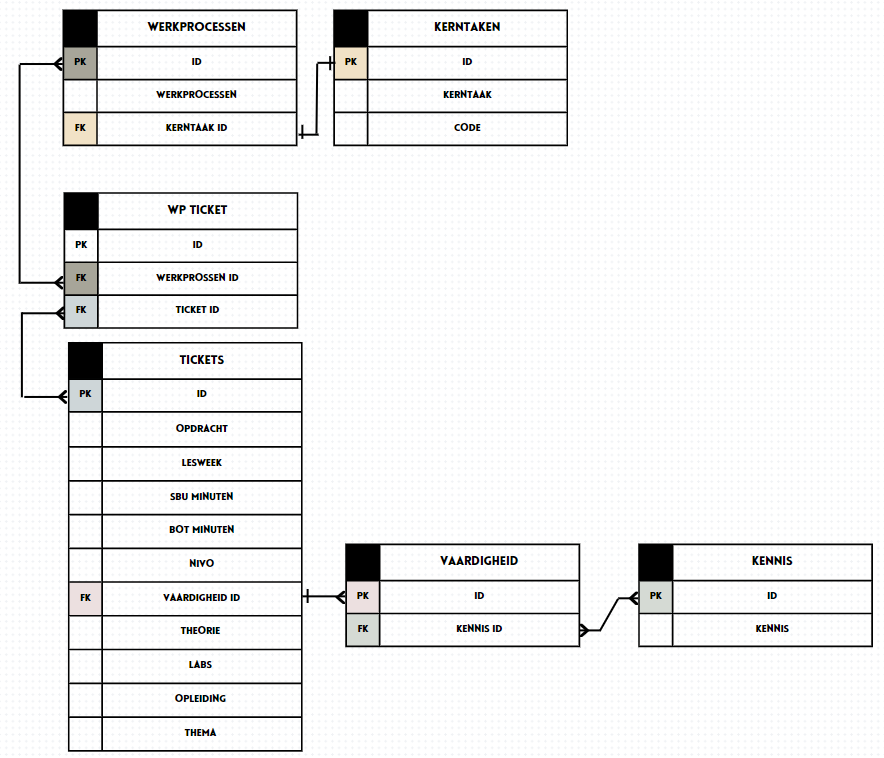 WERKPROCESSEN
PK ID
WERKPROCESSEN
FK KERNTAAK ID
KERNTAKEN
PK ID
KERNTAAK
CODE
WP TICKET
PK ID
FK WERKPROSSEN ID
FK TICKET ID
TICKETS
PK ID
OPDRACHT
LESWEEK
SBU MINUTEN
BOT MINUTEN
NIVO
FK VAARDIGHEID ID
THEORIE
LABS
OPLEIDING
THEMA
VAARDIGHEID
PK ID
FK KENNIS ID
KENNIS
PK ID
KENNIS